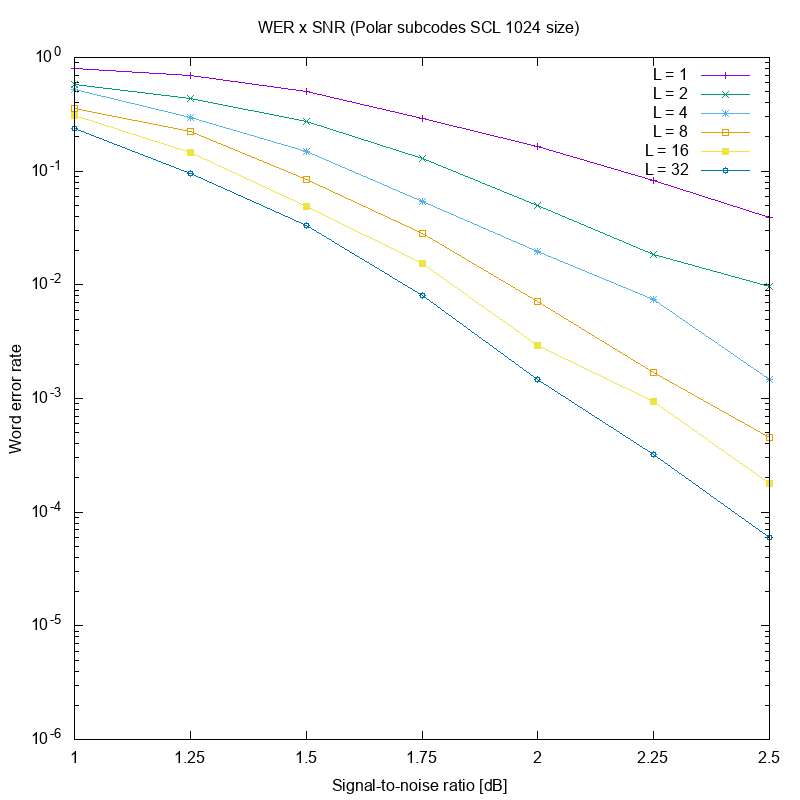 WER x SNR (Polar subcodes SCL 1024 size)
10^0
10^-1
10^-2
10^-3
10^-4
10^-5
10^-6
Word error rate
L = 1
L = 2
L = 4
L = 8
L = 16
L = 32
1 1.25 1.5 1.75 2 2.25 2.5
Signal-to-noise ratio [dB]